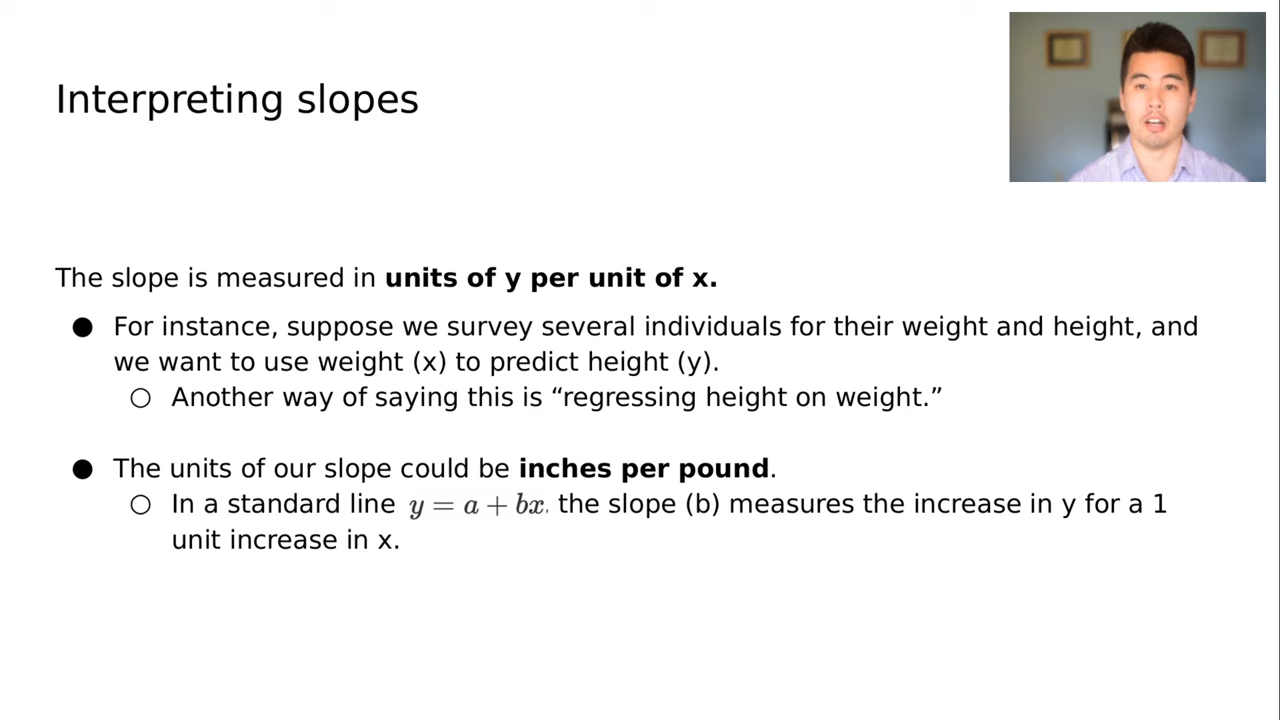 Interpreting slopes
The slope is measured in units of y per unit of x.
● For instance, suppose we survey several individuals for their weight and height, and
we want to use weight (x) to predict height (y).
○ Another way of saying this is “regressing height on weight.”
● The units of our slope could be inches per pound.
○ In a standard line y = a + bx, the slope (b) measures the increase in y for a 1
unit increase in x.